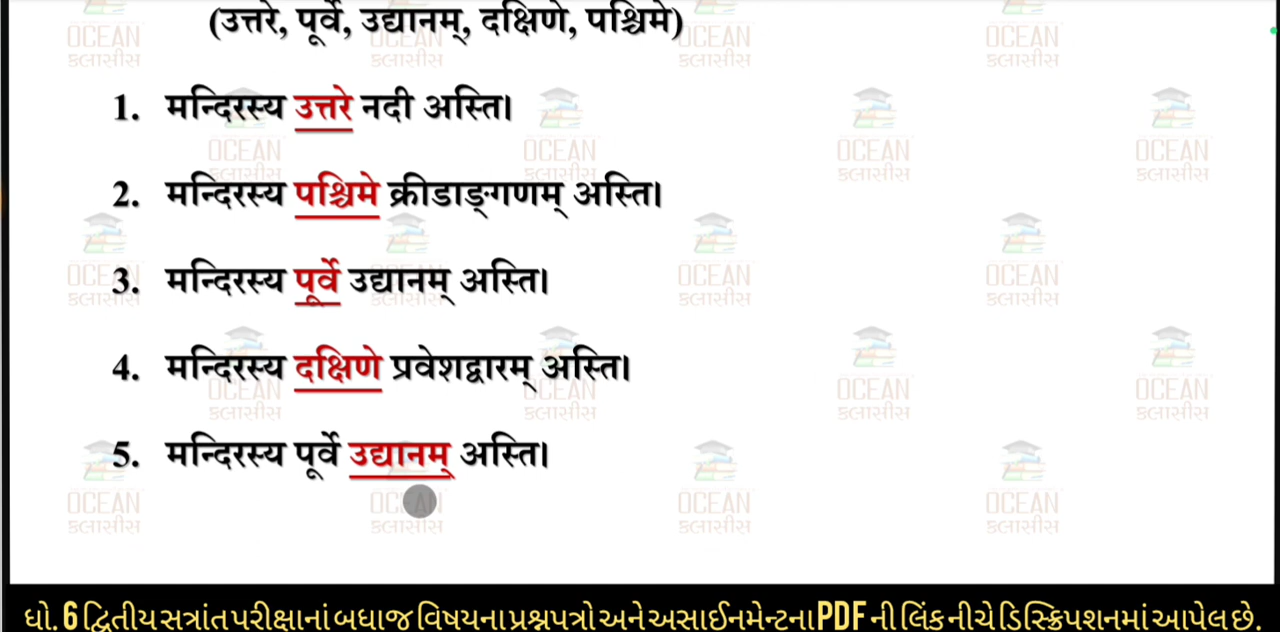 (उत्तरे, पूर्वे, उद्यानम्, दक्षिणे, पश्चिमे)
1. मन्दिरस्य उत्तरे नदी अस्ति।
2. मन्दिरस्य पश्चिमे क्रीडाङ्गणम् अस्ति।
3. मन्दिरस्य पूर्वे उद्यानम् अस्ति।
4. मन्दिरस्य दक्षिणे प्रवेशद्वारम् अस्ति।
5. मन्दिरस्य पूर्वे उद्यानम् अस्ति।
OCEAN
ક્લાસીસ
ધો. 6 દ્વિતીય સત્રાંત પરીક્ષાનાં બધા જ વિષયના પ્રશ્નપત્રો અને અસાઈનમેન્ટના PDF ની લિંક નીચે ડિસ્ક્રિપશનમાં આપેલ છે.